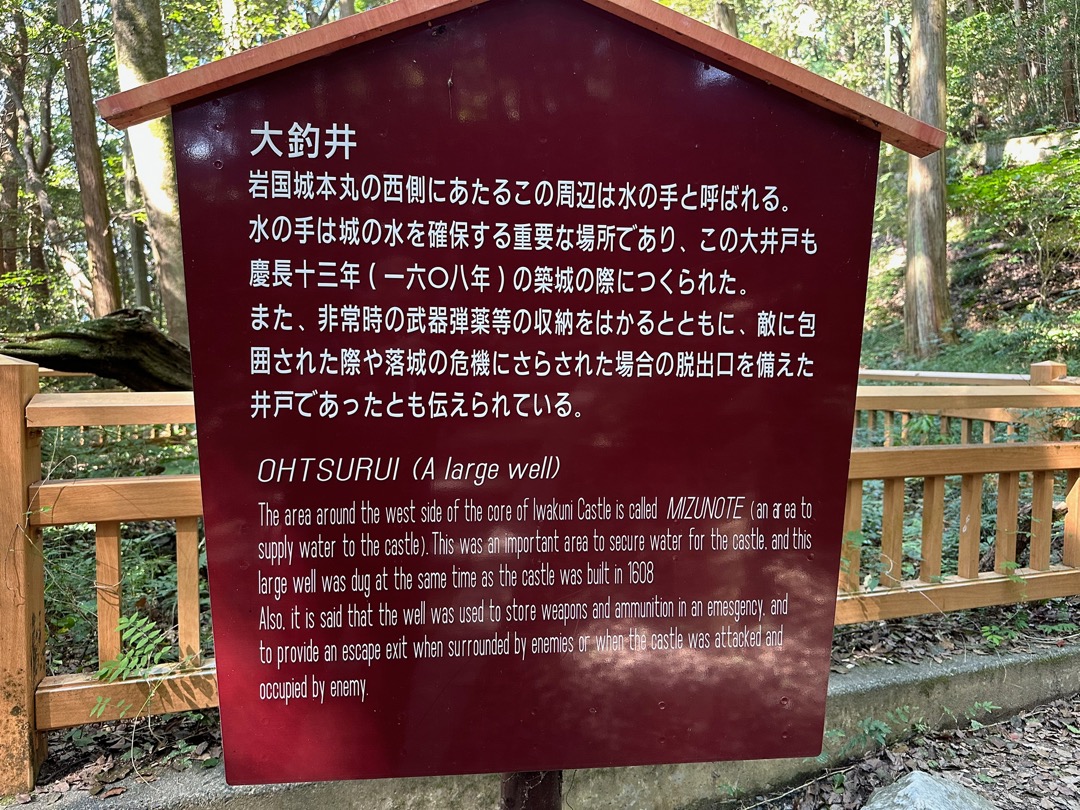 大釣井
岩国城本丸の西側にあたるこの周辺は水の手と呼ばれる。
水の手は城の水を確保する重要な場所であり、この大井戸も
慶長十三年(一六〇八年)の築城の際につくられた。
また、非常時の武器弾薬等の収納をはかるとともに、敵に包
囲された際や落城の危機にさらされた場合の脱出口を備えた
井戸であったとも伝えられている。
OHTSURUI (A large well)
The area around the west side of the core of Iwakuni Castle is called MIZUNOTE (an area to
supply water to the castle). This was an important area to secure water for the castle, and this
large well was dug at the same time as the castle was built in 1608
Also, it is said that the well was used to store weapons and ammunition in an emesgency, and
to provide an escape exit when surrounded by enemies or when the castle was attacked and
occupied by enemy.